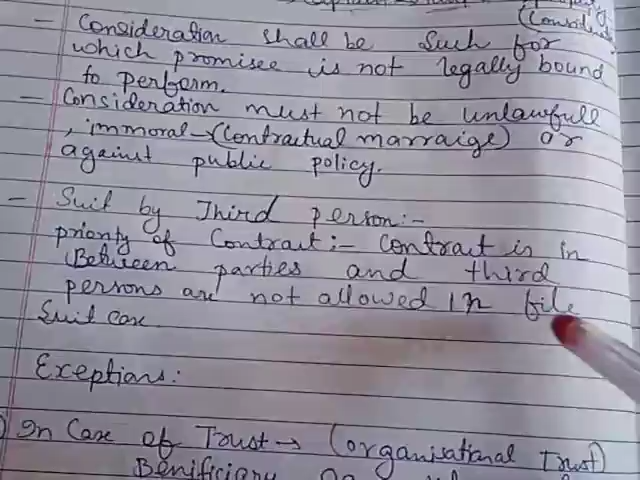 (Conside
- Consideration shall be such for
which promisee is not legally bound
to perform.
- Consideration must not be unlawfull
, immoral → (contractual marraige) or
against public policy.
- Suit by Third person:-
priority of Contract:- Contract is in
Between parties and third
persons are not allowed in file
Suit case.
Exceptions:
) In Case of Trust → (organisational Trust)
Benificiary